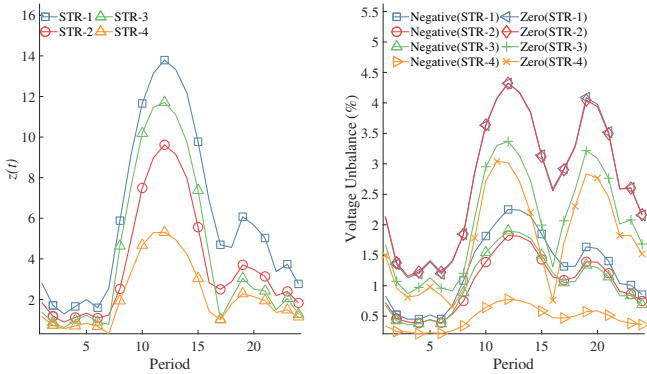 STR-1 STR-3
STR-2 STR-4
16
14
12
10
8
6
4
2
5 10 15 20
z(t)
Period
Negative(STR-1) Zero(STR-1)
Negative(STR-2) Zero(STR-2)
Negative(STR-3) Zero(STR-3)
Negative(STR-4) Zero(STR-4)
5.5
5
4.5
4
3.5
3
2.5
2
1.5
1
0.5
5 10 15 20
Voltage Unbalance (%)
Period